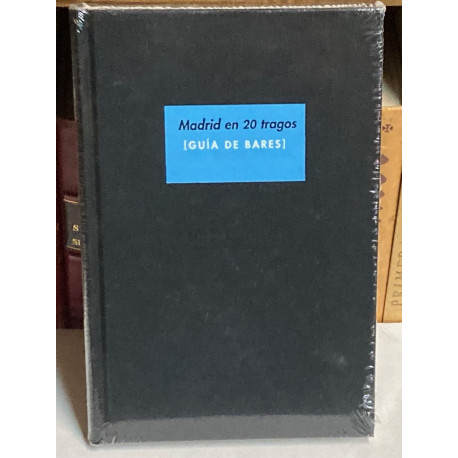 Madrid en 20 tragos
[GUÍA DE BARES]